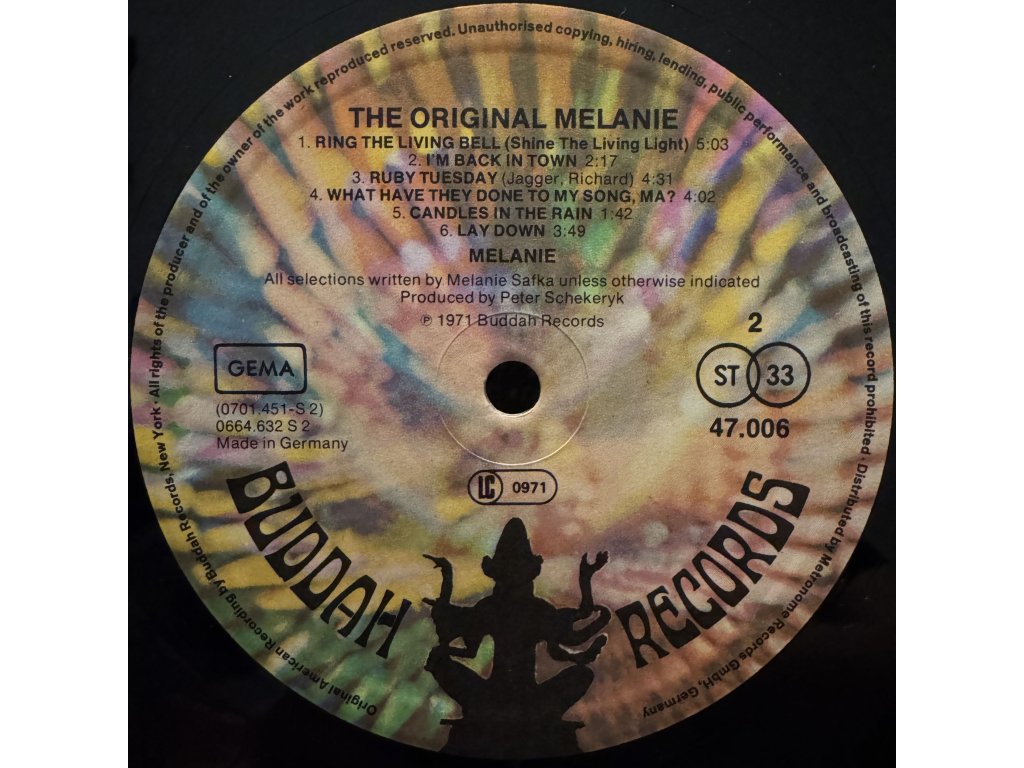 Original American Recording by Buddah Records, New York · All rights of the producer and of the owner of the work reproduced reserved. Unauthorised copying, hiring, lending, public performance and broadcasting of this record prohibited. Distributed by Metronome Records GmbH, Germany
THE ORIGINAL MELANIE
1. RING THE LIVING BELL (Shine The Living Light) 5:03
2. I'M BACK IN TOWN 2:17
3. RUBY TUESDAY (Jagger, Richard) 4:31
4. WHAT HAVE THEY DONE TO MY SONG, MA? 4:02
5. CANDLES IN THE RAIN 1:42
6. LAY DOWN 3:49
MELANIE
All selections written by Melanie Safka unless otherwise indicated
Produced by Peter Schekeryk
℗ 1971 Buddah Records
2
GEMA
ST 33
(0701.451-S 2)
0664.632 S 2
Made in Germany
47.006
LC 0971
BUDDAH RECORDS